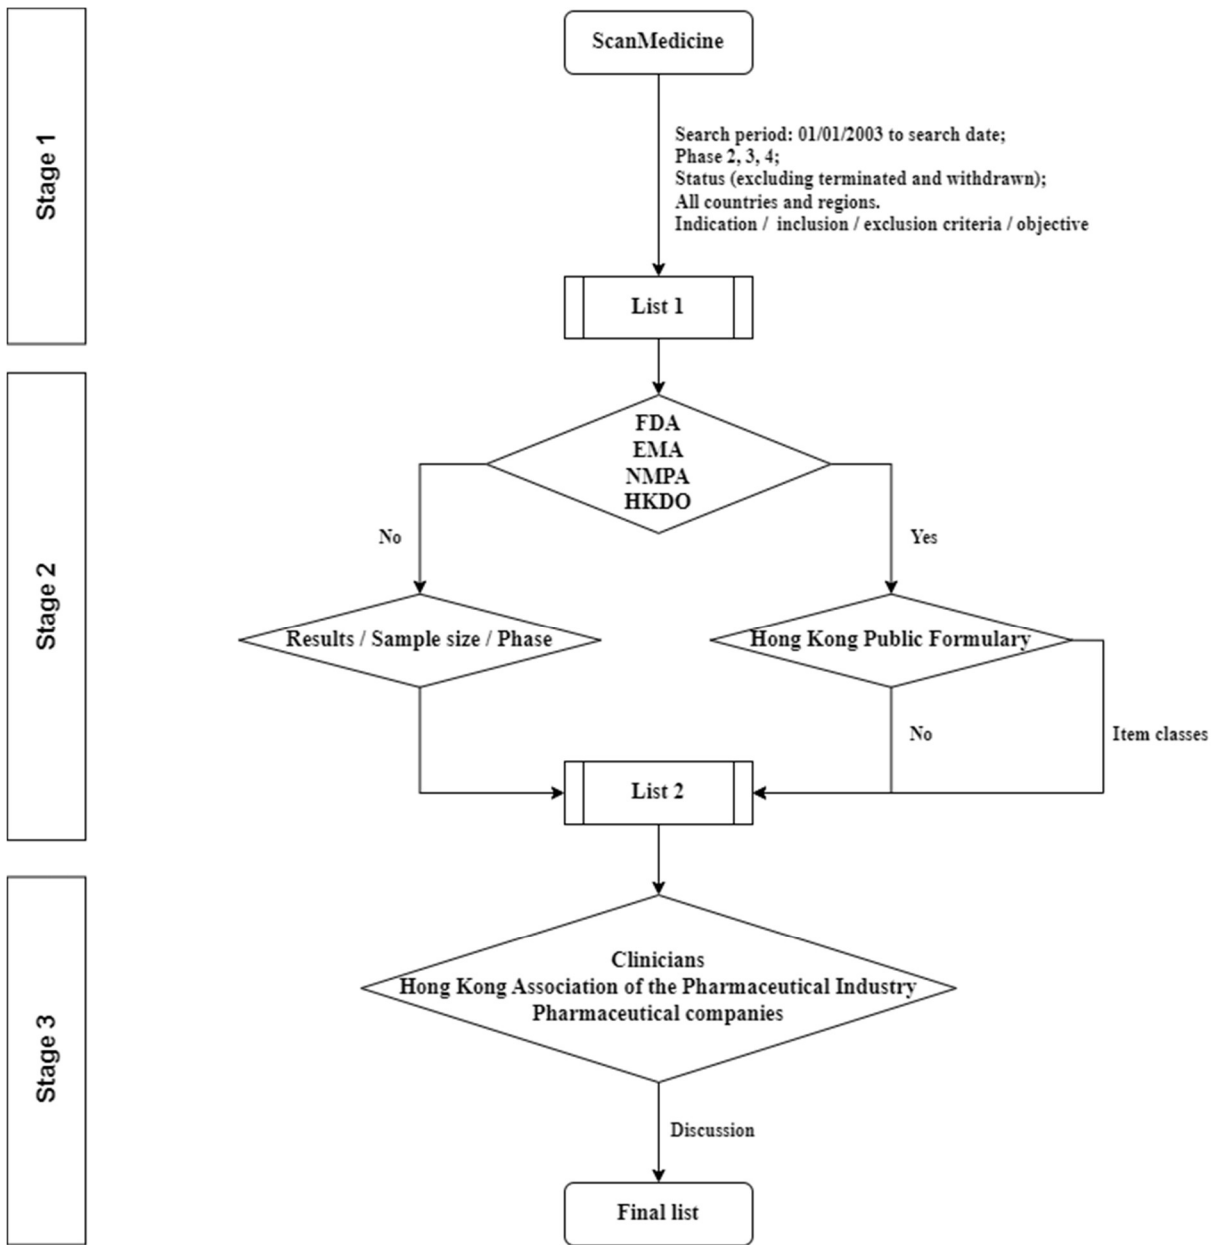 Stage 1
ScanMedicine
Search period: 01/01/2003 to search date;
Phase 2, 3, 4;
Status (excluding terminated and withdrawn);
All countries and regions.
Indication / inclusion / exclusion criteria / objective
List 1
Stage 2
FDA
EMA
NMPA
HKDO
No
Yes
Results / Sample size / Phase
Hong Kong Public Formulary
No
Item classes
List 2
Stage 3
Clinicians
Hong Kong Association of the Pharmaceutical Industry
Pharmaceutical companies
Discussion
Final list